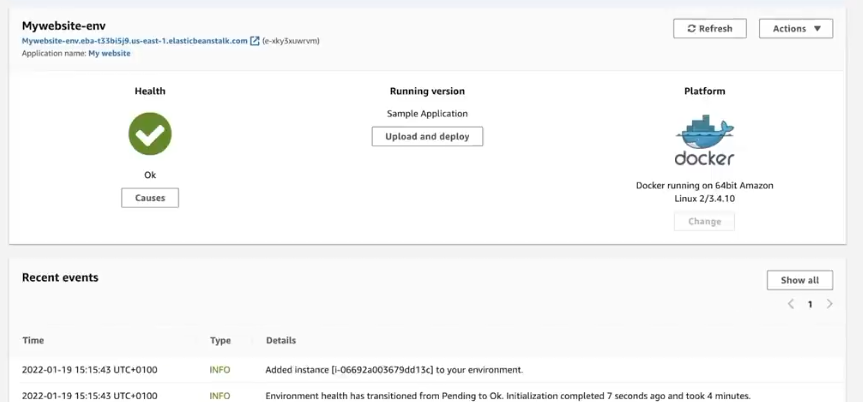 Mywebsite-env
Mywebsite-env.eba-t33bi5j9.us-east-1.elasticbeanstalk.com (e-xky3xuwrvm)
Application name: My website
Refresh
Actions
Health
Ok
Causes
Running version
Sample Application
Upload and deploy
Platform
docker
Docker running on 64bit Amazon
Linux 2/3.4.10
Change
Recent events
Show all
1
Time Type Details
2022-01-19 15:15:43 UTC+0100 INFO Added instance [i-06692a003679dd13c] to your environment.
2022-01-19 15:15:43 UTC+0100 INFO Environment health has transitioned from Pending to Ok. Initialization completed 7 seconds ago and took 4 minutes.